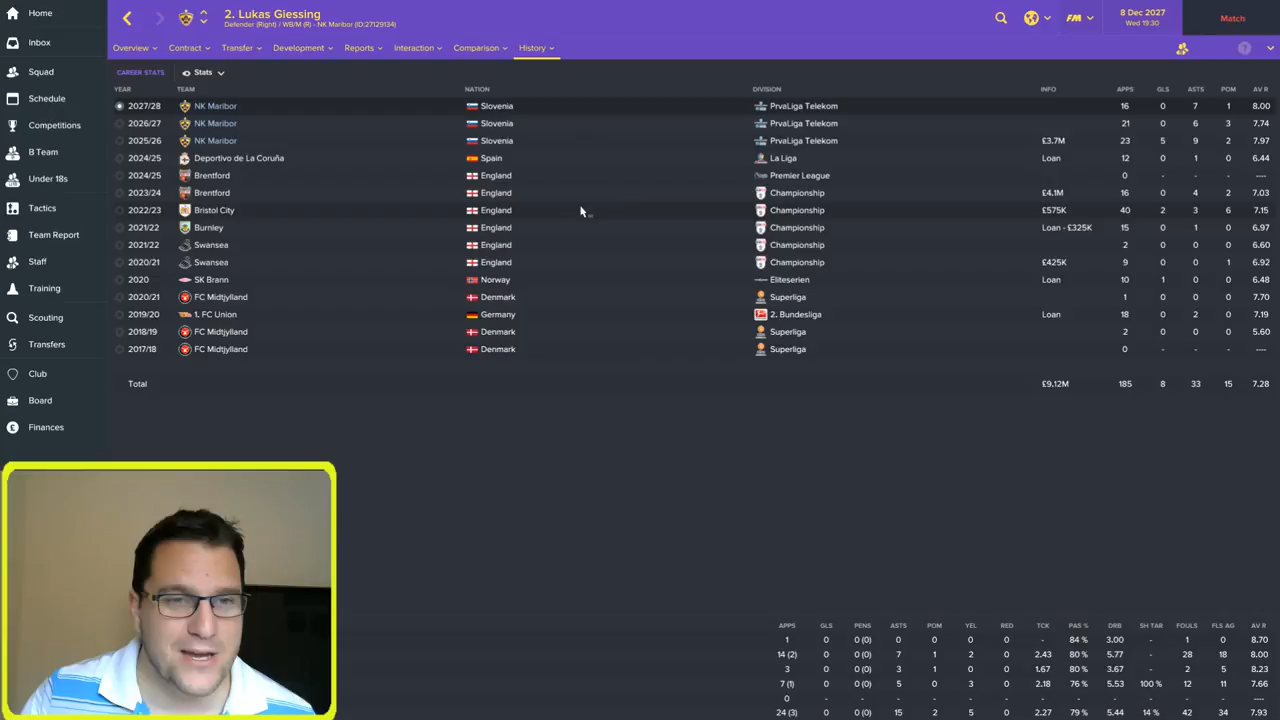 Home
Inbox
Squad
Schedule
Competitions
B Team
Under 18s
Tactics
Team Report
Staff
Training
Scouting
Transfers
Club
Board
Finances
2. Lukas Giessing
Defender (Right) / WB/M (R) - NK Maribor (ID:27129134)
FM
8 Dec 2027
Wed 19:30
Match
Overview Contract Transfer Development Reports Interaction Comparison History
CAREER STATS Stats
YEAR TEAM NATION DIVISION INFO APPS GLS ASTS POM AV R
2027/28 NK Maribor Slovenia PrvaLiga Telekom 16 0 7 1 8.00
2026/27 NK Maribor Slovenia PrvaLiga Telekom 21 0 6 3 7.74
2025/26 NK Maribor Slovenia PrvaLiga Telekom £3.7M 23 5 9 2 7.97
2024/25 Deportivo de La Coruña Spain La Liga Loan 12 0 1 0 6.44
2024/25 Brentford England Premier League 0 - - - ----
2023/24 Brentford England Championship £4.1M 16 0 4 2 7.03
2022/23 Bristol City England Championship £575K 40 2 3 6 7.15
2021/22 Burnley England Championship Loan - £325K 15 0 1 0 6.97
2021/22 Swansea England Championship 2 0 0 0 6.60
2020/21 Swansea England Championship £425K 9 0 0 1 6.92
2020 SK Brann Norway Eliteserien Loan 10 1 0 0 6.48
2020/21 FC Midtjylland Denmark Superliga 1 0 0 0 7.70
2019/20 1. FC Union Germany 2. Bundesliga Loan 18 0 2 0 7.19
2018/19 FC Midtjylland Denmark Superliga 2 0 0 0 5.60
2017/18 FC Midtjylland Denmark Superliga 0 - - - ----
Total £9.12M 185 8 33 15 7.28
APPS GLS PENS ASTS POM YEL RED TCK PAS % DRB SH TAR FOULS FLS AG AV R
1 0 0 (0) 0 0 0 0 - 84 % 3.00 - 1 0 8.70
14 (2) 0 0 (0) 7 1 2 0 2.43 80 % 5.77 - 28 18 8.00
3 0 0 (0) 3 1 0 0 1.67 80 % 3.67 - 2 5 8.23
7 (1) 0 0 (0) 5 0 3 0 2.18 76 % 5.53 100 % 12 11 7.66
0 0 0 (0) 0 0 0 0 - - - - - - ----
24 (3) 0 0 (0) 15 2 5 0 2.27 79 % 5.44 14 % 42 34 7.93